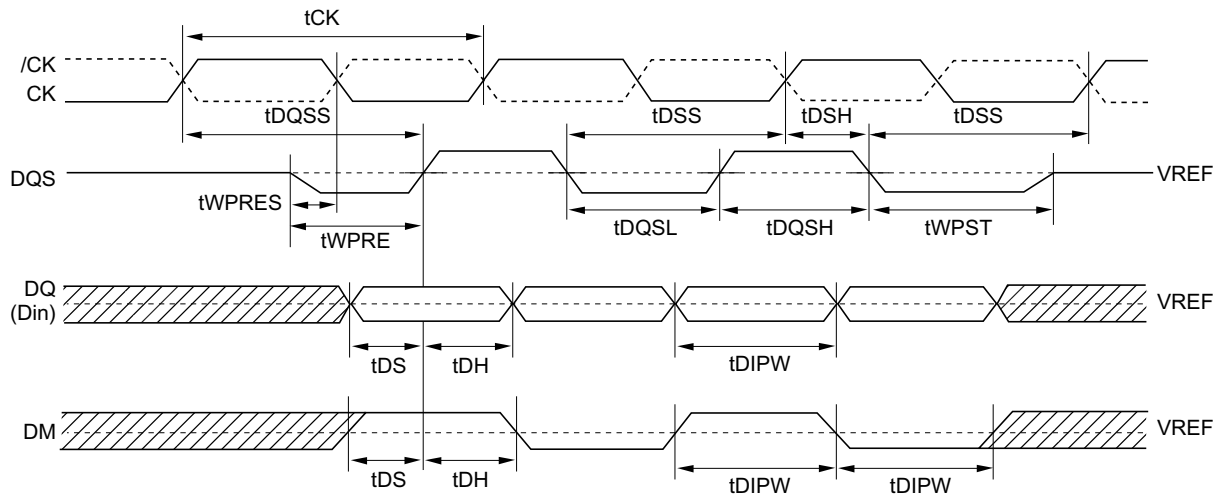 tCK
/CK
CK
tDQSS
tDSS
tDSH
tDSS
DQS
VREF
tWPRES
tWPRE
tDQSL
tDQSH
tWPST
DQ
(Din)
VREF
tDS
tDH
tDIPW
DM
VREF
tDS
tDH
tDIPW
tDIPW